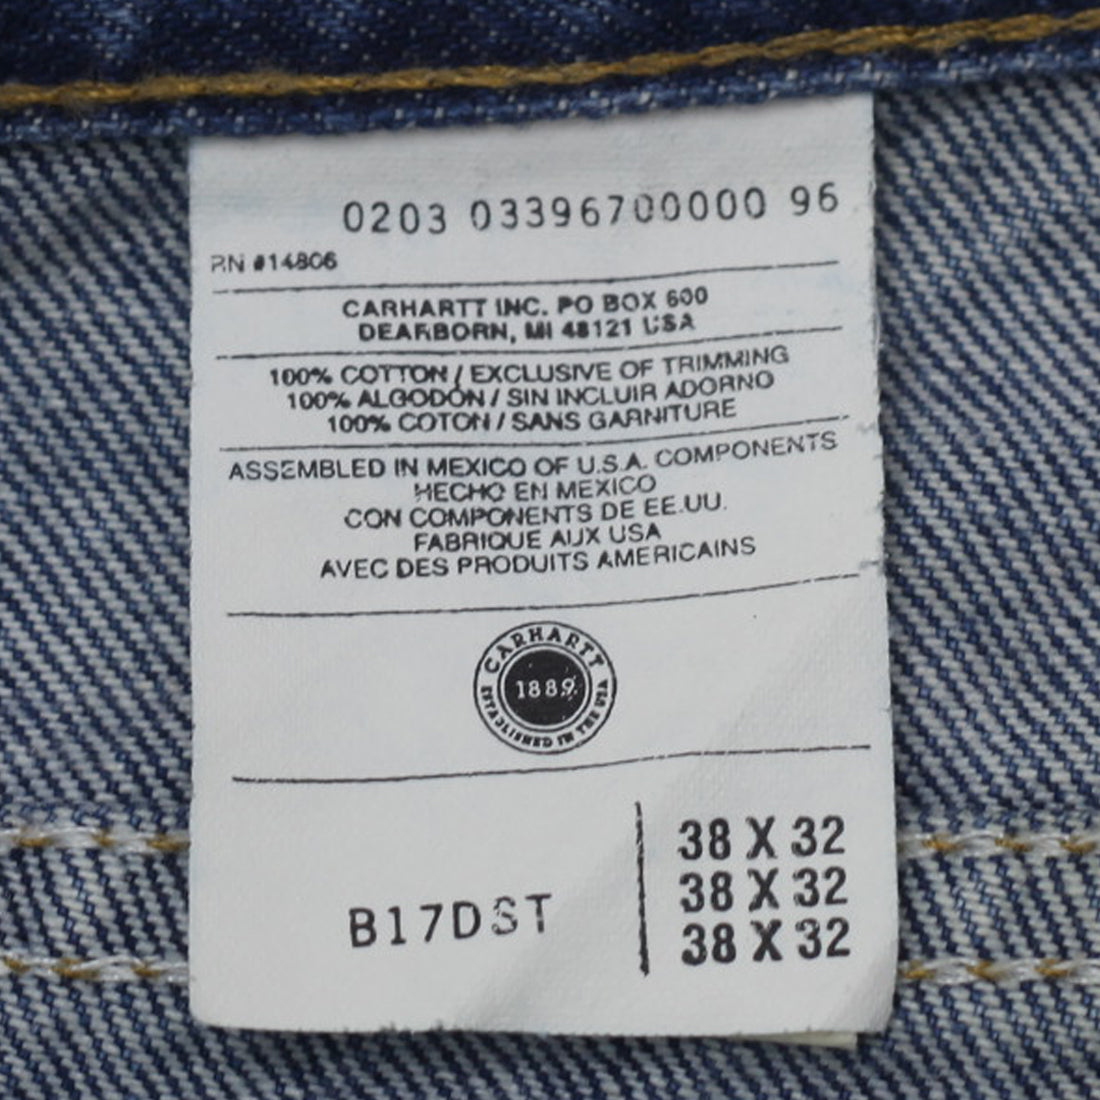 0203 03396700000 96
RN #14806
CARHARTT INC. PO BOX 600
DEARBORN, MI 48121 USA
100% COTTON / EXCLUSIVE OF TRIMMING
100% ALGODÓN / SIN INCLUIR ADORNO
100% COTON / SANS GARNITURE
ASSEMBLED IN MEXICO OF U.S.A. COMPONENTS
HECHO EN MEXICO
CON COMPONENTS DE EE.UU.
FABRIQUE AUX USA
AVEC DES PRODUITS AMERICAINS
CARHARTT
1889
ESTABLISHED IN THE USA
B17DST
38 X 32
38 X 32
38 X 32